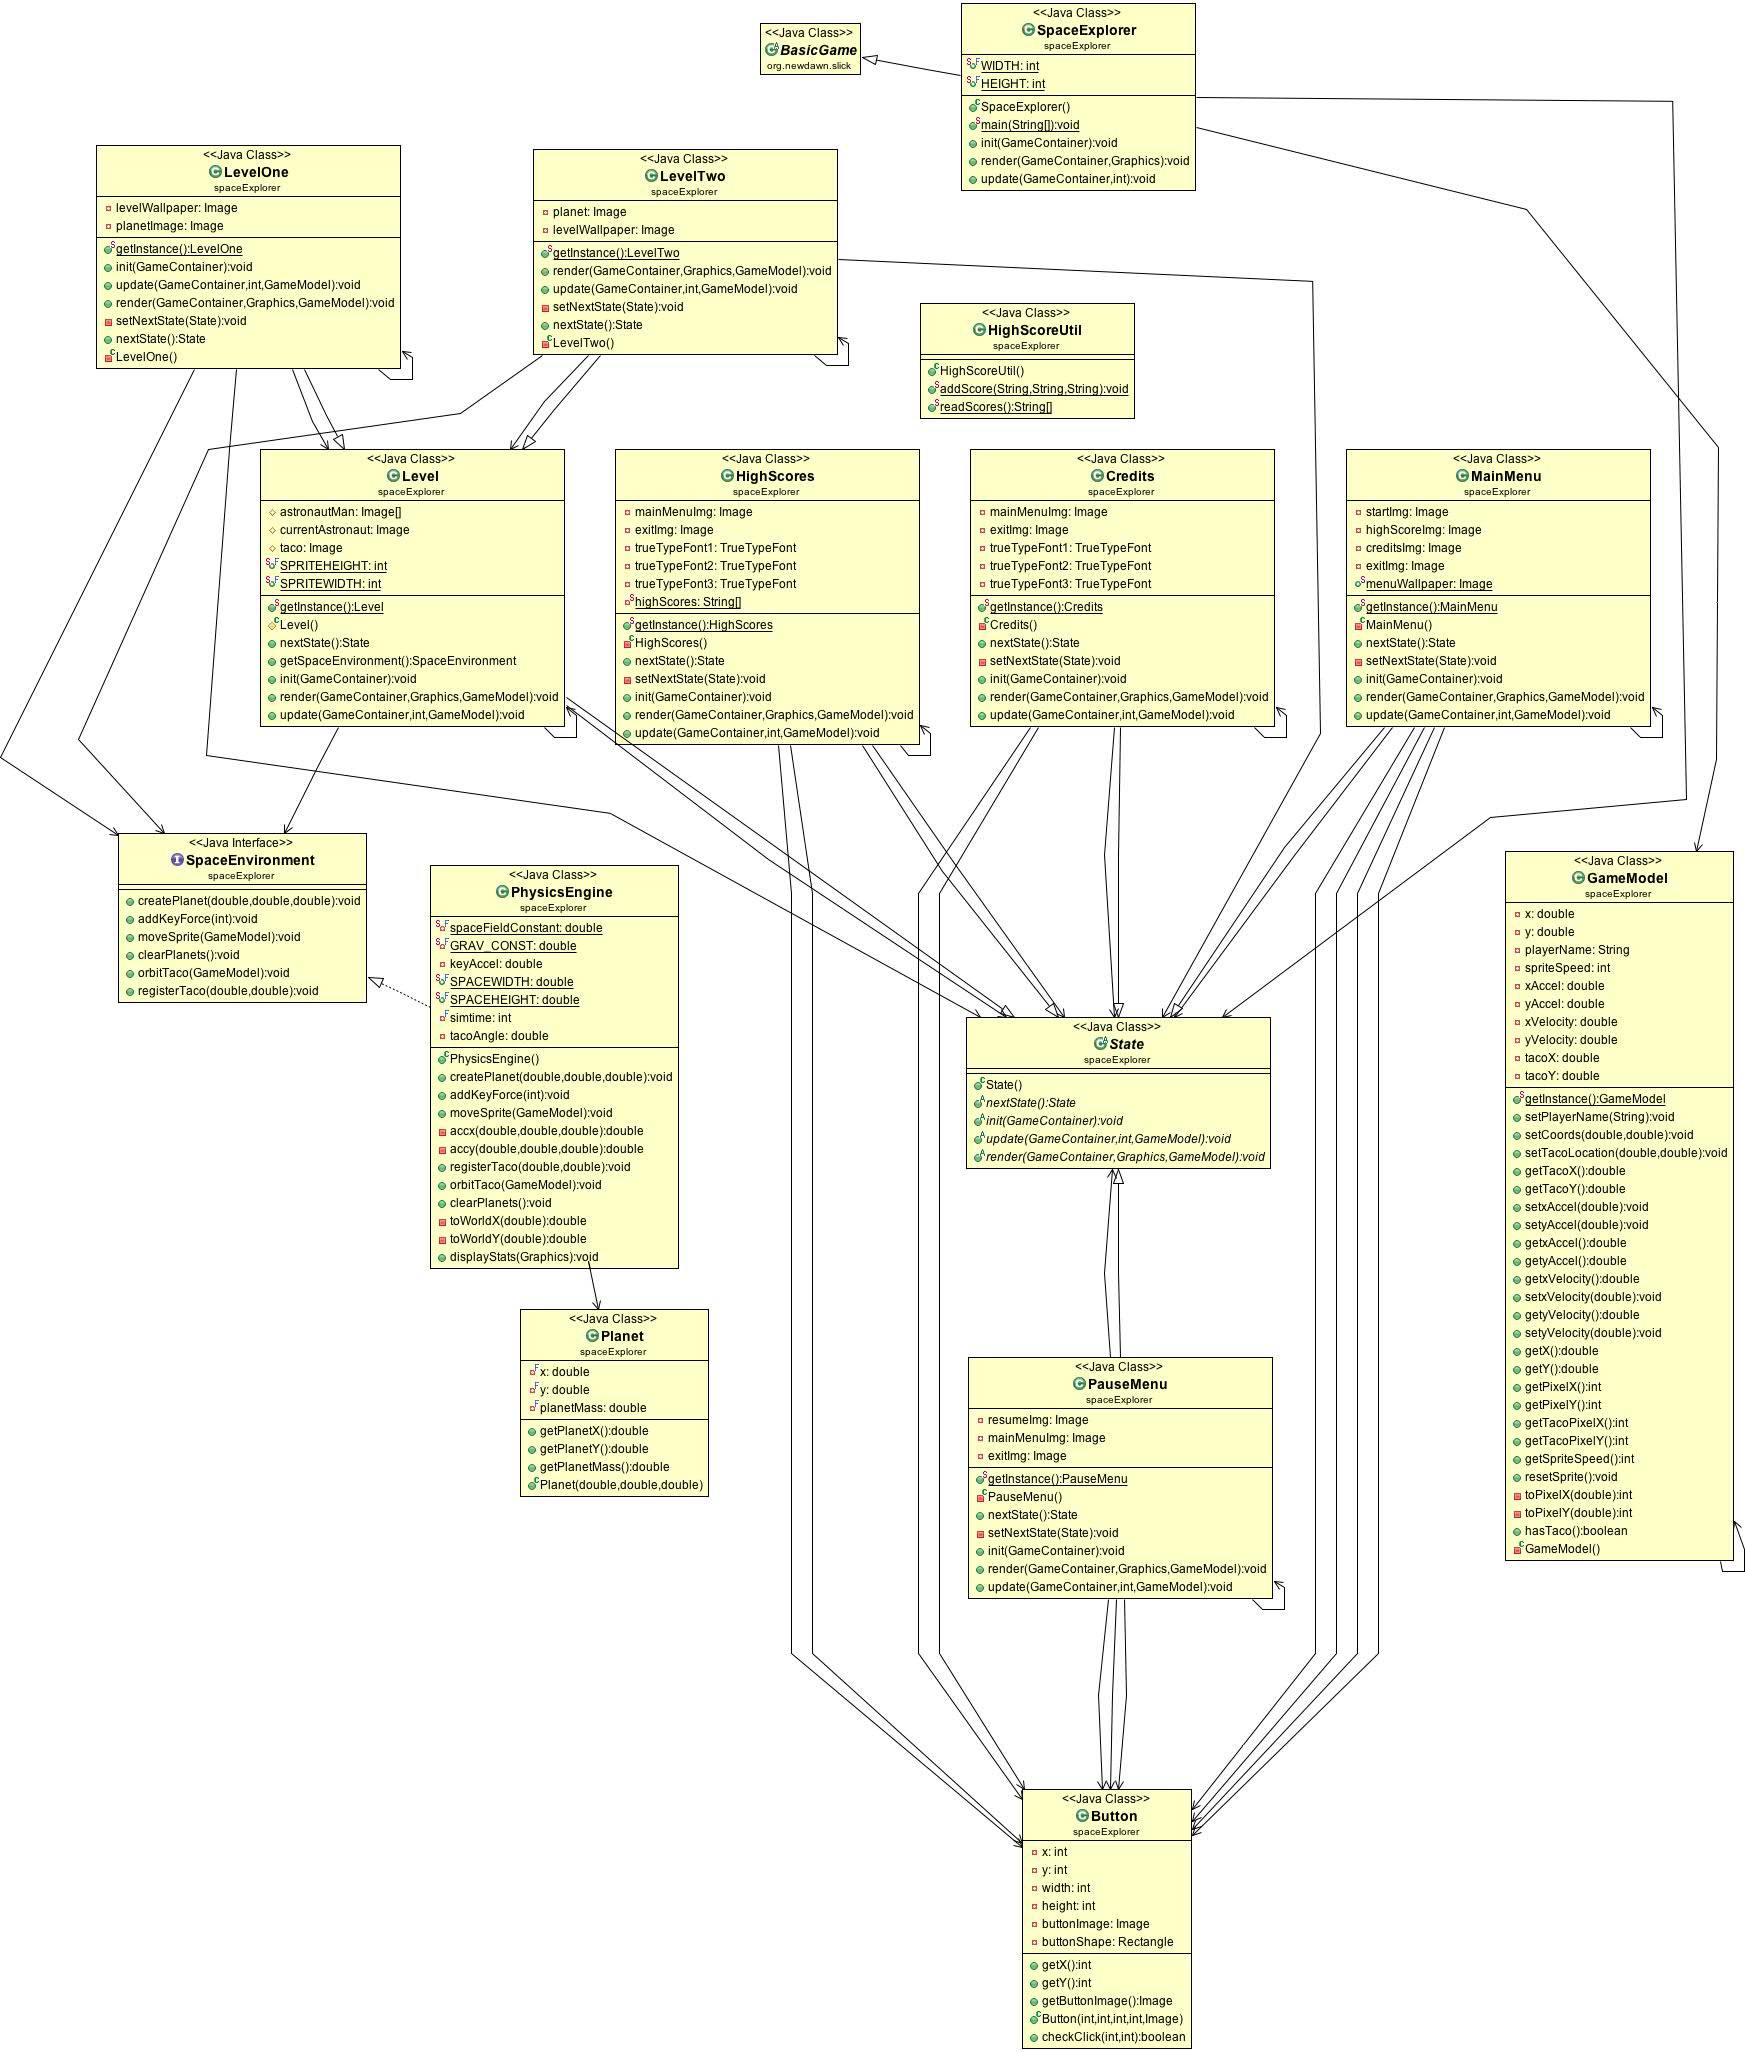 <<Java Class>>
SpaceExplorer
spaceExplorer
WIDTH: int
HEIGHT: int
SpaceExplorer()
main(String[]):void
init(GameContainer):void
render(GameContainer,Graphics):void
update(GameContainer,int):void
<<Java Class>>
BasicGame
org.newdawn.slick
<<Java Class>>
LevelOne
spaceExplorer
levelWallpaper: Image
planetImage: Image
getInstance():LevelOne
init(GameContainer):void
update(GameContainer,int,GameModel):void
render(GameContainer,Graphics,GameModel):void
setNextState(State):void
nextState():State
LevelOne()
<<Java Class>>
LevelTwo
spaceExplorer
planet: Image
levelWallpaper: Image
getInstance():LevelTwo
render(GameContainer,Graphics,GameModel):void
update(GameContainer,int,GameModel):void
setNextState(State):void
nextState():State
LevelTwo()
<<Java Class>>
HighScoreUtil
spaceExplorer
HighScoreUtil()
addScore(String,String,String):void
readScores():String[]
<<Java Class>>
Level
spaceExplorer
astronautMan: Image[]
currentAstronaut: Image
taco: Image
SPRITEHEIGHT: int
SPRITEWIDTH: int
getInstance():Level
Level()
nextState():State
getSpaceEnvironment():SpaceEnvironment
init(GameContainer):void
render(GameContainer,Graphics,GameModel):void
update(GameContainer,int,GameModel):void
<<Java Class>>
HighScores
spaceExplorer
mainMenuImg: Image
exitImg: Image
trueTypeFont1: TrueTypeFont
trueTypeFont2: TrueTypeFont
trueTypeFont3: TrueTypeFont
highScores: String[]
getInstance():HighScores
HighScores()
nextState():State
setNextState(State):void
init(GameContainer):void
render(GameContainer,Graphics,GameModel):void
update(GameContainer,int,GameModel):void
<<Java Class>>
Credits
spaceExplorer
mainMenuImg: Image
exitImg: Image
trueTypeFont1: TrueTypeFont
trueTypeFont2: TrueTypeFont
trueTypeFont3: TrueTypeFont
getInstance():Credits
Credits()
nextState():State
setNextState(State):void
init(GameContainer):void
render(GameContainer,Graphics,GameModel):void
update(GameContainer,int,GameModel):void
<<Java Class>>
MainMenu
spaceExplorer
startImg: Image
highScoreImg: Image
creditsImg: Image
exitImg: Image
menuWallpaper: Image
getInstance():MainMenu
MainMenu()
nextState():State
setNextState(State):void
init(GameContainer):void
render(GameContainer,Graphics,GameModel):void
update(GameContainer,int,GameModel):void
<<Java Interface>>
SpaceEnvironment
spaceExplorer
createPlanet(double,double,double):void
addKeyForce(int):void
moveSprite(GameModel):void
clearPlanets():void
orbitTaco(GameModel):void
registerTaco(double,double):void
<<Java Class>>
PhysicsEngine
spaceExplorer
spaceFieldConstant: double
GRAV_CONST: double
keyAccel: double
SPACEWIDTH: double
SPACEHEIGHT: double
simtime: int
tacoAngle: double
PhysicsEngine()
createPlanet(double,double,double):void
addKeyForce(int):void
moveSprite(GameModel):void
accx(double,double,double):double
accy(double,double,double):double
registerTaco(double,double):void
orbitTaco(GameModel):void
clearPlanets():void
toWorldX(double):double
toWorldY(double):double
displayStats(Graphics):void
<<Java Class>>
GameModel
spaceExplorer
x: double
y: double
playerName: String
spriteSpeed: int
xAccel: double
yAccel: double
xVelocity: double
yVelocity: double
tacoX: double
tacoY: double
getInstance():GameModel
setPlayerName(String):void
setCoords(double,double):void
setTacoLocation(double,double):void
getTacoX():double
getTacoY():double
setxAccel(double):void
setyAccel(double):void
getxAccel():double
getyAccel():double
getxVelocity():double
setxVelocity(double):void
getyVelocity():double
setyVelocity(double):void
getX():double
getY():double
getPixelX():int
getPixelY():int
getTacoPixelX():int
getTacoPixelY():int
getSpriteSpeed():int
resetSprite():void
toPixelX(double):int
toPixelY(double):int
hasTaco():boolean
GameModel()
<<Java Class>>
State
spaceExplorer
State()
nextState():State
init(GameContainer):void
update(GameContainer,int,GameModel):void
render(GameContainer,Graphics,GameModel):void
<<Java Class>>
Planet
spaceExplorer
x: double
y: double
planetMass: double
getPlanetX():double
getPlanetY():double
getPlanetMass():double
Planet(double,double,double)
<<Java Class>>
PauseMenu
spaceExplorer
resumeImg: Image
mainMenuImg: Image
exitImg: Image
getInstance():PauseMenu
PauseMenu()
nextState():State
setNextState(State):void
init(GameContainer):void
render(GameContainer,Graphics,GameModel):void
update(GameContainer,int,GameModel):void
<<Java Class>>
Button
spaceExplorer
x: int
y: int
width: int
height: int
buttonImage: Image
buttonShape: Rectangle
getX():int
getY():int
getButtonImage():Image
Button(int,int,int,int,Image)
checkClick(int,int):boolean